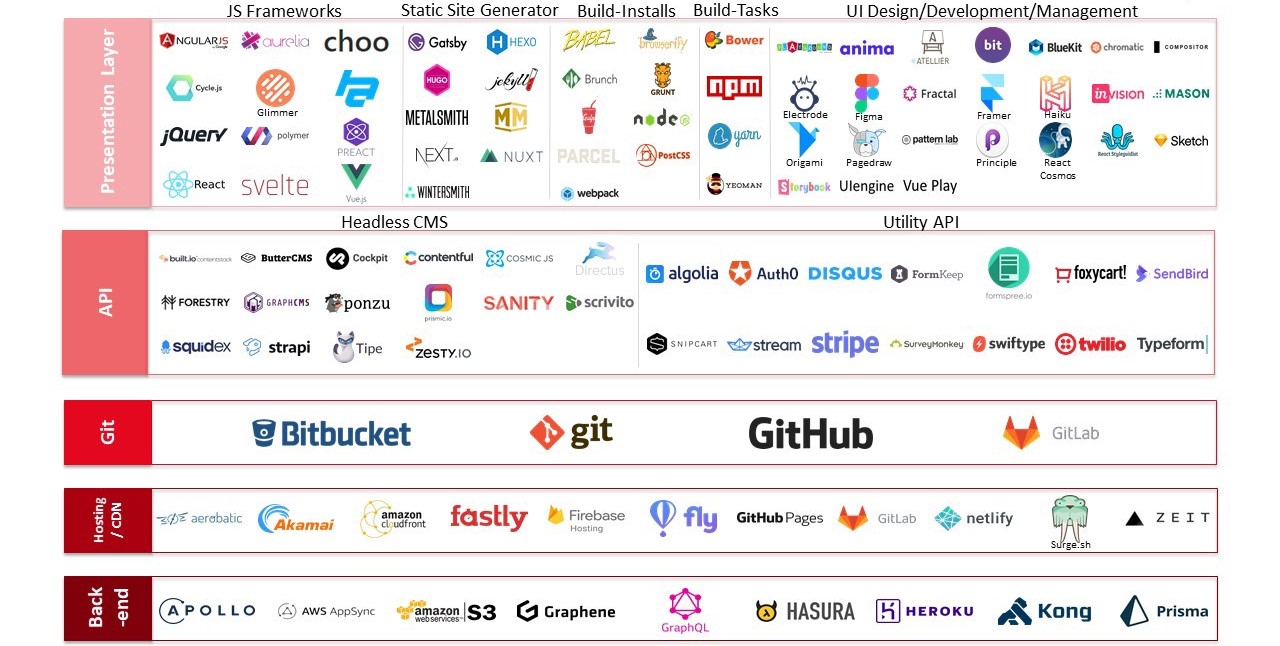 JS Frameworks
Static Site Generator
Build-Installs
Build-Tasks
UI Design/Development/Management
Presentation Layer
ANGULARJS
by Google
aurelia
choo
Cycle.js
Glimmer
jQuery
polymer
PREACT
React
svelte
Vue.js
Gatsby
HEXO
HUGO
jekyll
METALSMITH
MM
NEXT.js
NUXT
WINTERSMITH
BABEL
browserify
Brunch
GRUNT
Gulp
node
PARCEL
PostCSS
webpack
Bower
npm
yarn
YEOMAN
anima
ATELLIER
bit
BlueKit
chromatic
COMPOSITOR
Electrode
Figma
Fractal
Framer
Haiku
invision
MASON
Origami
Pagedraw
pattern lab
Principle
React
Cosmos
React Styleguidist
Sketch
Storybook
UIengine
Vue Play
Headless CMS
Utility API
API
built.io contentstack
ButterCMS
Cockpit
contentful
COSMIC JS
Directus
FORESTRY
GRAPHCMS
ponzu
prismic.io
SANITY
scrivito
squidex
strapi
Tipe
ZESTY.IO
algolia
Auth0
DISQUS
FORMKEEP
formspree.io
foxycart!
SendBird
SNIPCART
stream
stripe
SurveyMonkey
swiftype
twilio
Typeform
Git
Bitbucket
git
GitHub
GitLab
Hosting
/ CDN
aerobatic
Akamai
amazon
cloudfront
fastly
Firebase
Hosting
fly
GitHub Pages
GitLab
netlify
Surge.sh
ZEIT
Back
-end
APOLLO
AWS AppSync
amazon
webservices
S3
Graphene
GraphQL
HASURA
HEROKU
Kong
Prisma